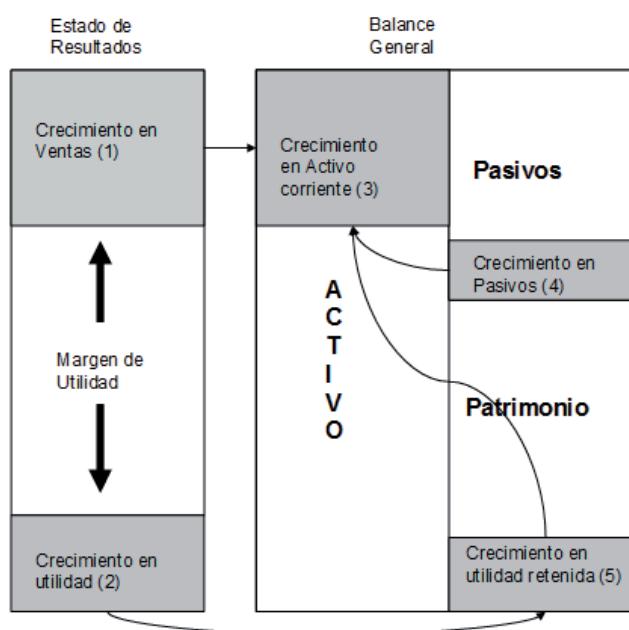 Estado de
Resultados
Balance
General
Crecimiento en
Ventas (1)
Crecimiento
en Activo
corriente (3)
Pasivos
Crecimiento en
Pasivos (4)
A
C
T
I
V
O
Margen de
Utilidad
Patrimonio
Crecimiento en
utilidad (2)
Crecimiento en
utilidad retenida (5)